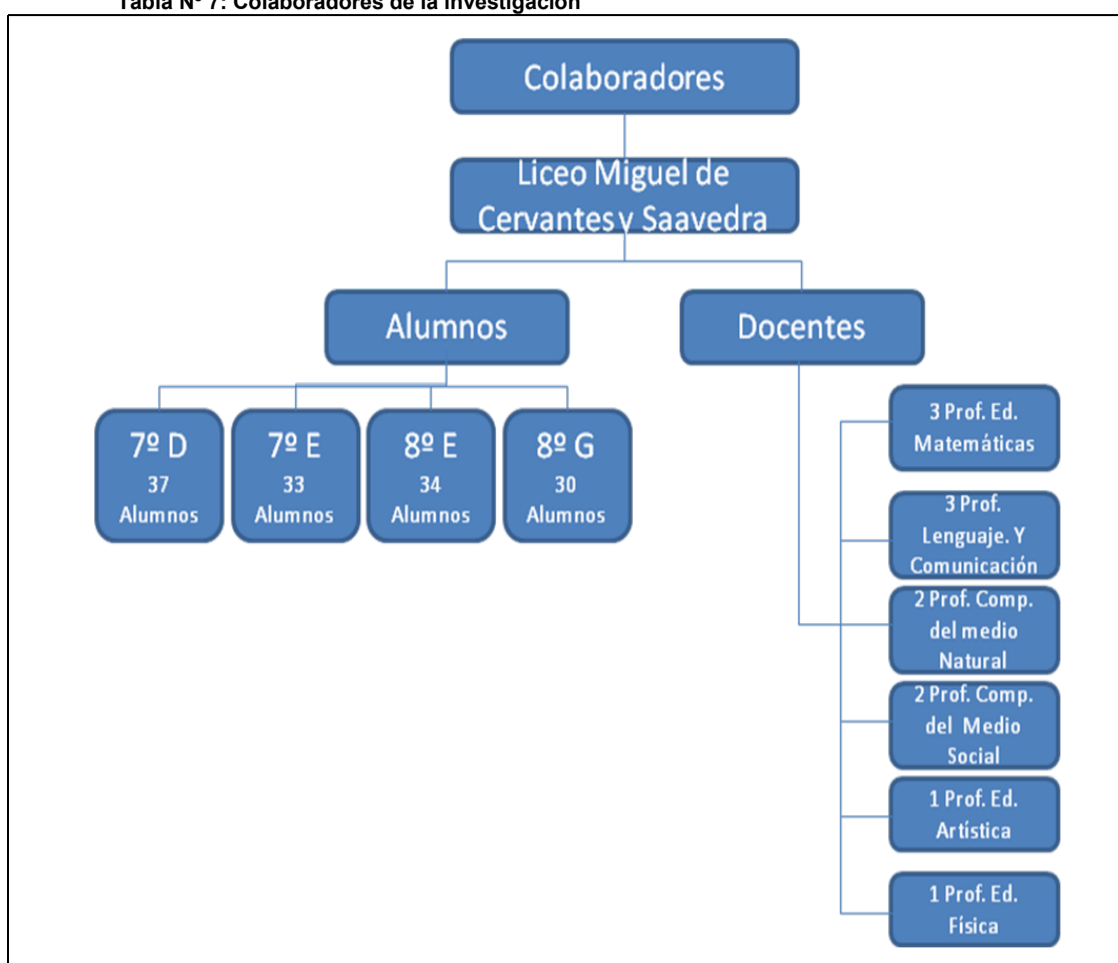 Tabla Nº 7: Colaboradores de la investigación
Colaboradores
Liceo Miguel de
Cervantes y Saavedra
Alumnos
Docentes
7º D
37
Alumnos
7º E
33
Alumnos
8º E
34
Alumnos
8º G
30
Alumnos
3 Prof. Ed.
Matemáticas
3 Prof.
Lenguaje. Y
Comunicación
2 Prof. Comp.
del medio
Natural
2 Prof. Comp.
del Medio
Social
1 Prof. Ed.
Artística
1 Prof. Ed.
Física